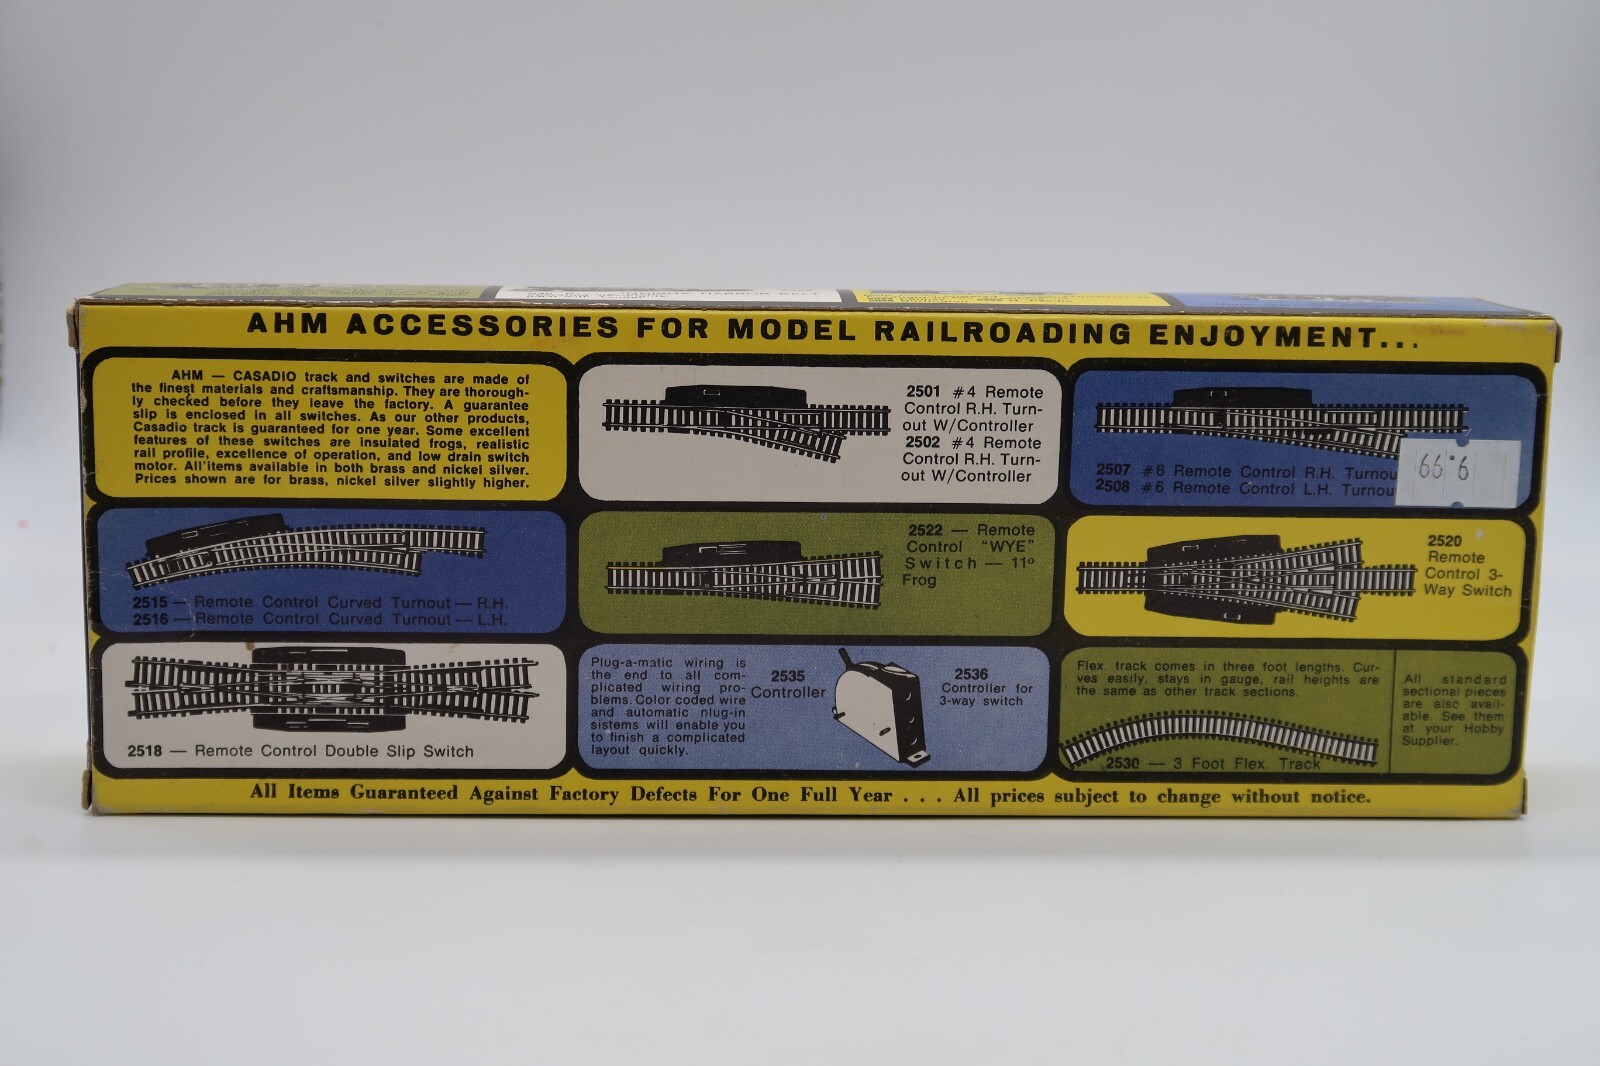 AHM ACCESSORIES FOR MODEL RAILROADING ENJOYMENT...
AHM — CASADIO track and switches are made of
the finest materials and craftsmanship. They are thorough-
ly checked before they leave the factory. A guarantee
slip is enclosed in all switches. As our other products,
Casadio track is guaranteed for one year. Some excellent
features of these switches are insulated frogs, realistic
rail profile, excellence of operation, and low drain switch
motor. All items available in both brass and nickel silver.
Prices shown are for brass, nickel silver slightly higher.
2501 #4 Remote
Control R.H. Turn-
out W/Controller
2502 #4 Remote
Control R.H. Turn-
out W/Controller
2507 #6 Remote Control R.H. Turnou
2508 #6 Remote Control L.H. Turnou
2515 — Remote Control Curved Turnout — R.H.
2516 — Remote Control Curved Turnout — L.H.
2522 — Remote
Control "WYE"
Switch — 11º
Frog
2520
Remote
Control 3-
Way Switch
2518 — Remote Control Double Slip Switch
Plug-a-matic wiring is
the end to all com-
plicated wiring pro-
blems. Color coded wire
and automatic nlug-in
sistems will enable you
to finish a complicated
layout quickly.
2535
Controller
2536
Controller for
3-way switch
Flex. track comes in three foot lengths. Cur-
ves easily, stays in gauge, rail heights are
the same as other track sections.
2530 — 3 Foot Flex. Track
All standard
sectional pieces
are also avail-
able. See them
at your Hobby
Supplier.
All Items Guaranteed Against Factory Defects For One Full Year . . . All prices subject to change without notice.